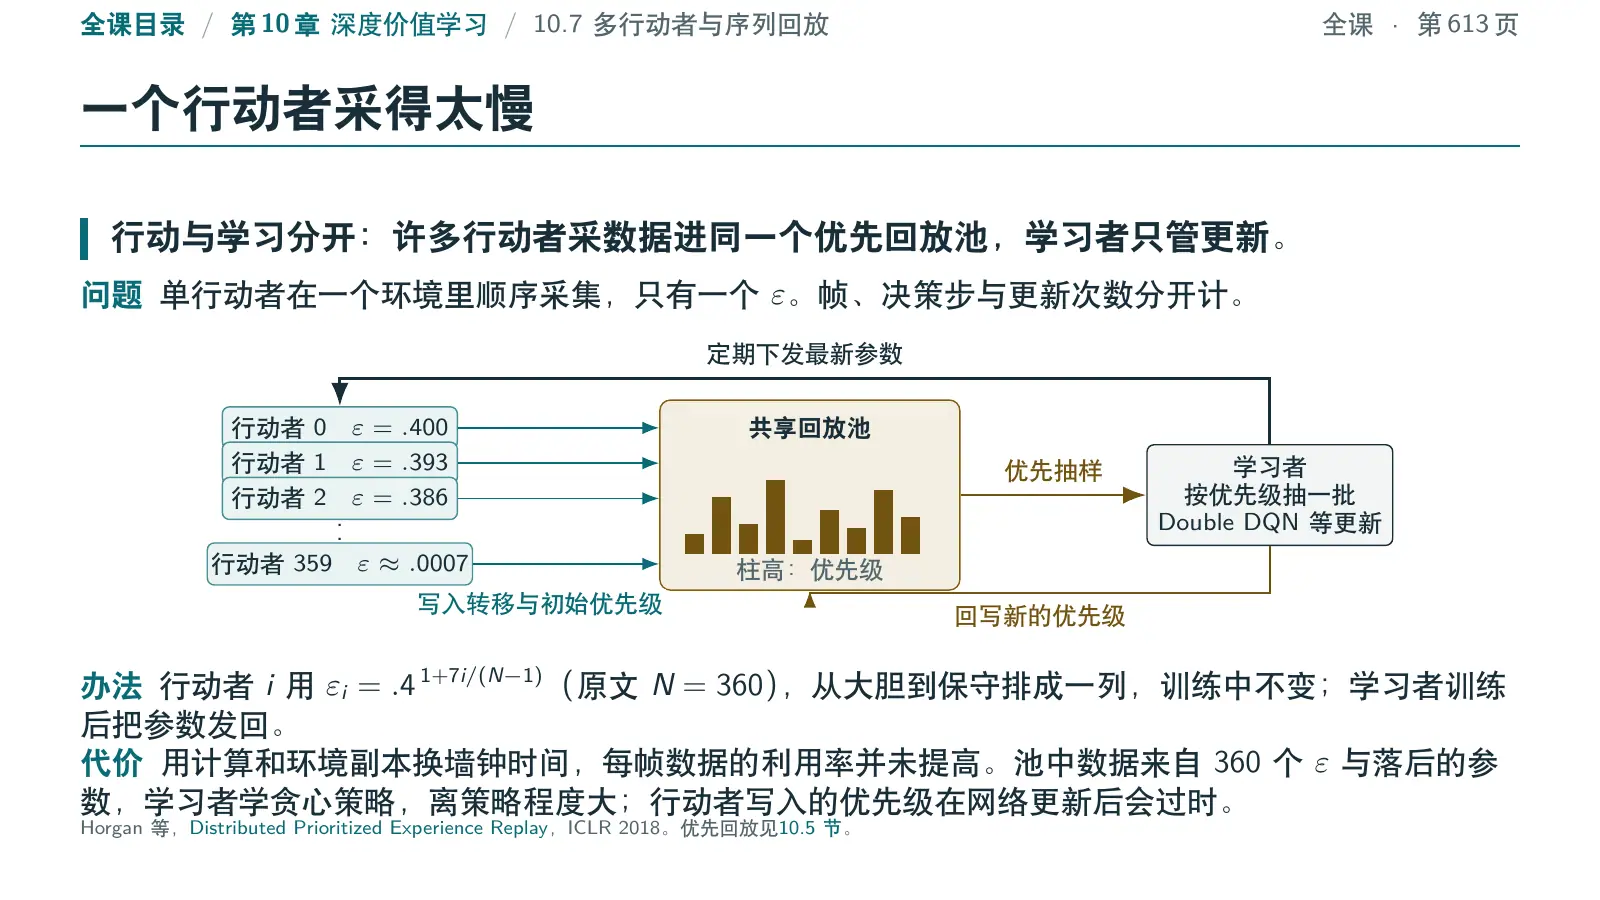 全课目录 / 第 10 章 深度价值学习 / 10.7 多行动者与序列回放
全课 · 第 613 页
一个行动者采得太慢
行动与学习分开：许多行动者采数据进同一个优先回放池，学习者只管更新。
问题 单行动者在一个环境里顺序采集，只有一个 ε。帧、决策步与更新次数分开计。
定期下发最新参数
行动者 0 ε = .400
行动者 1 ε = .393
行动者 2 ε = .386
行动者 359 ε ≈ .0007
写入转移与初始优先级
共享回放池
柱高：优先级
优先抽样
学习者
按优先级抽一批
Double DQN 等更新
回写新的优先级
办法 行动者 i 用 εᵢ = .4^{1+7i/(N−1)}（原文 N = 360），从大胆到保守排成一列，训练中不变；学习者训练
后把参数发回。
代价 用计算和环境副本换墙钟时间，每帧数据的利用率并未提高。池中数据来自 360 个 ε 与落后的参
数，学习者学贪心策略，离策略程度大；行动者写入的优先级在网络更新后会过时。
Horgan 等，Distributed Prioritized Experience Replay，ICLR 2018。优先回放见10.5 节。